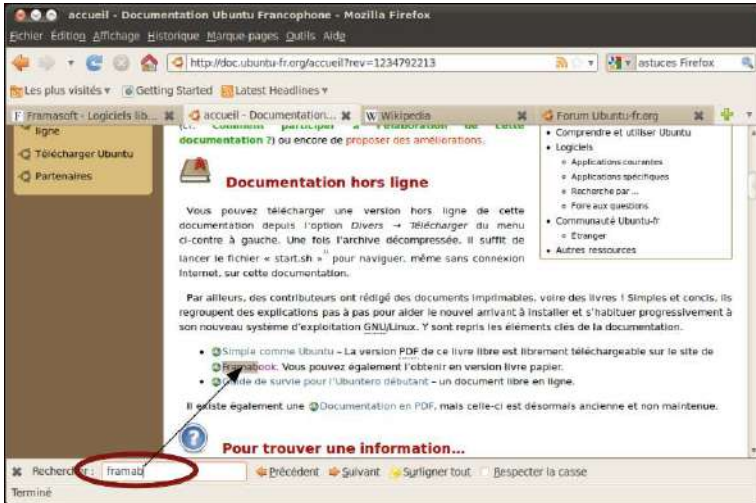 accueil - Documentation Ubuntu Francophone - Mozilla Firefox
Fichier Édition Affichage Historique Marque-pages Outils Aide
http://doc.ubuntu-fr.org/accueil?rev=1234792213
astuces Firefox
Les plus visités Getting Started Latest Headlines
Framasoft - Logiciels lib... accueil - Documentation... Wikipedia Forum Ubuntu-fr.org
ligne
Télécharger Ubuntu
Partenaires
(cf. Comment participer à l'élaboration de cette
documentation ?) ou encore de proposer des améliorations.
Documentation hors ligne
Vous pouvez télécharger une version hors ligne de cette
documentation depuis l'option Divers → Télécharger du menu
ci-contre à gauche. Une fois l'archive décompressée, il suffit de
lancer le fichier « start.sh » pour naviguer, même sans connexion
Internet, sur cette documentation.
Comprendre et utiliser Ubuntu
Logiciels
Applications courantes
Applications spécifiques
Recherche par ...
Foire aux questions
Communauté Ubuntu-fr
Etranger
Autres ressources
Par ailleurs, des contributeurs ont rédigé des documents imprimables, voire des livres ! Simples et concis, ils
regroupent des explications pas à pas pour aider le nouvel arrivant à installer et s'habituer progressivement à
son nouveau système d'exploitation GNU/Linux. Y sont repris les éléments clés de la documentation.
Simple comme Ubuntu – La version PDF de ce livre libre est librement téléchargeable sur le site de
Framabook. Vous pouvez également l'obtenir en version livre papier.
Guide de survie pour l'Ubuntero débutant – un document libre en ligne.
Il existe également une Documentation en PDF, mais celle-ci est désormais ancienne et non maintenue.
Pour trouver une information...
Rechercher : framab Précédent Suivant Surligner tout Respecter la casse
Terminé